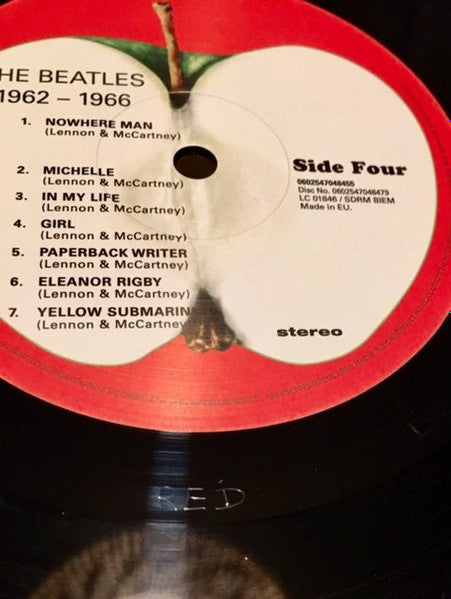 HE BEATLES
1962 – 1966
1. NOWHERE MAN
(Lennon & McCartney)
2. MICHELLE
(Lennon & McCartney)
3. IN MY LIFE
(Lennon & McCartney)
4. GIRL
(Lennon & McCartney)
5. PAPERBACK WRITER
(Lennon & McCartney)
6. ELEANOR RIGBY
(Lennon & McCartney)
7. YELLOW SUBMARIN
(Lennon & McCartney
Side Four
0602547048455
Disc No. 0602547048479
LC 01846 / SDRM BIEM
Made in EU.
stereo
RED